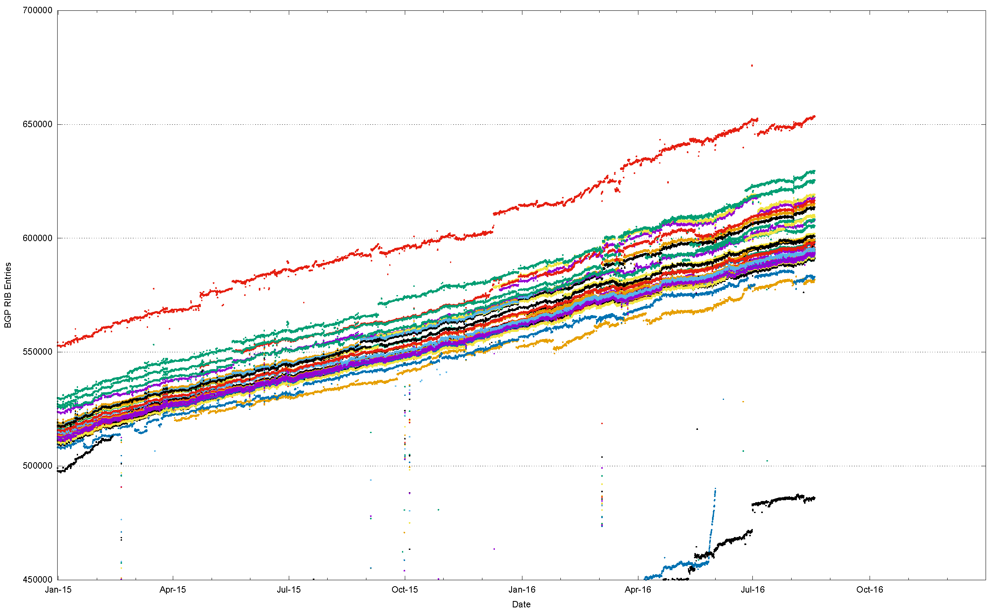 700000
650000
600000
550000
500000
450000
BGP RIB Entries
Jan-15 Apr-15 Jul-15 Oct-15 Jan-16 Apr-16 Jul-16 Oct-16
Date